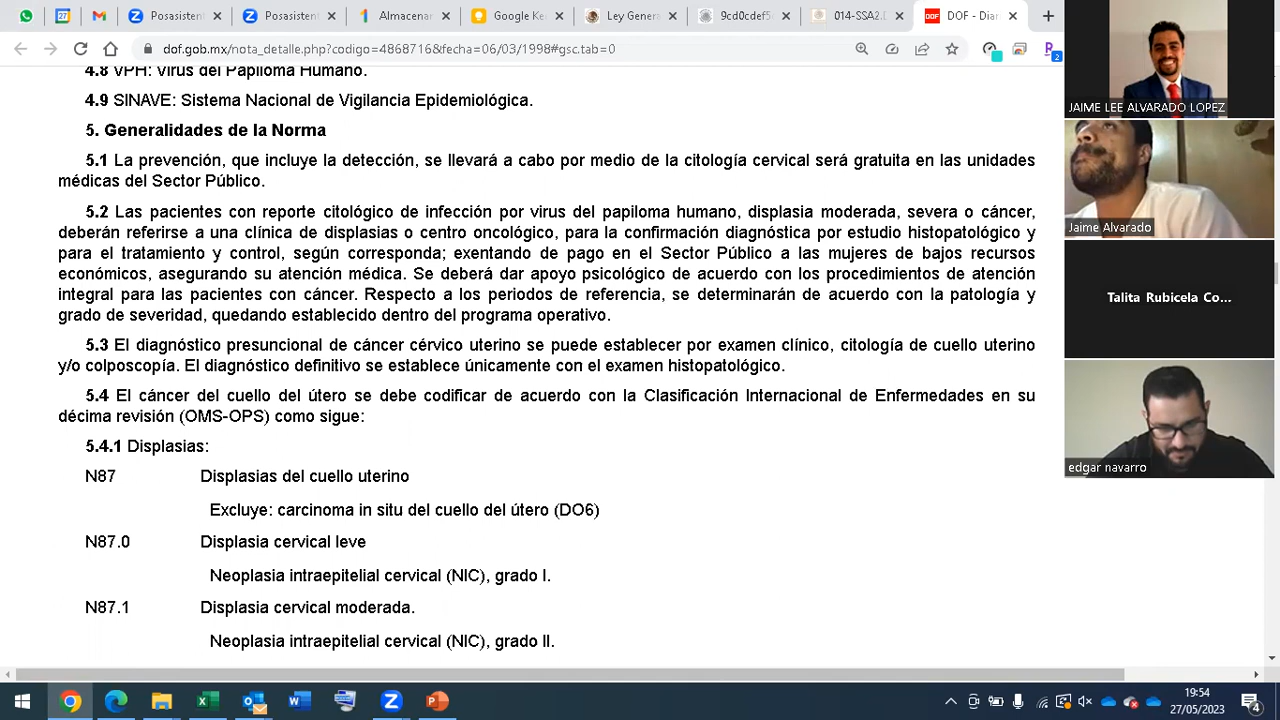 Posasistent
Posasistent
Almacenar
Google Ke
Ley Gener
9cd0cdd5
014-SSA2.
DOF - Dia
dof.gob.mx/nota_detalle.php?codigo=4868716&fecha=06/03/1998#gsc.tab=0
4.8 VPH: Virus del Papiloma Humano.
4.9 SINAVE: Sistema Nacional de Vigilancia Epidemiológica.
5. Generalidades de la Norma
5.1 La prevención, que incluye la detección, se llevará a cabo por medio de la citología cervical será gratuita en las unidades
médicas del Sector Público.
5.2 Las pacientes con reporte citológico de infección por virus del papiloma humano, displasia moderada, severa o cáncer,
deberán referirse a una clínica de displasias o centro oncológico, para la confirmación diagnóstica por estudio histopatológico y
para el tratamiento y control, según corresponda; exentando de pago en el Sector Público a las mujeres de bajos recursos
económicos, asegurando su atención médica. Se deberá dar apoyo psicológico de acuerdo con los procedimientos de atención
integral para las pacientes con cáncer. Respecto a los periodos de referencia, se determinarán de acuerdo con la patología y
grado de severidad, quedando establecido dentro del programa operativo.
5.3 El diagnóstico presuncional de cáncer cérvico uterino se puede establecer por examen clínico, citología de cuello uterino
y/o colposcopía. El diagnóstico definitivo se establece únicamente con el examen histopatológico.
5.4 El cáncer del cuello del útero se debe codificar de acuerdo con la Clasificación Internacional de Enfermedades en su
décima revisión (OMS-OPS) como sigue:
5.4.1 Displasias:
N87 Displasias del cuello uterino
Excluye: carcinoma in situ del cuello del útero (DO6)
N87.0 Displasia cervical leve
Neoplasia intraepitelial cervical (NIC), grado I.
N87.1 Displasia cervical moderada.
Neoplasia intraepitelial cervical (NIC), grado II.
JAIME LEE ALVARADO LOPEZ
Jaime Alvarado
Talita Rubicela Co...
edgar navarro
19:54
27/05/2023